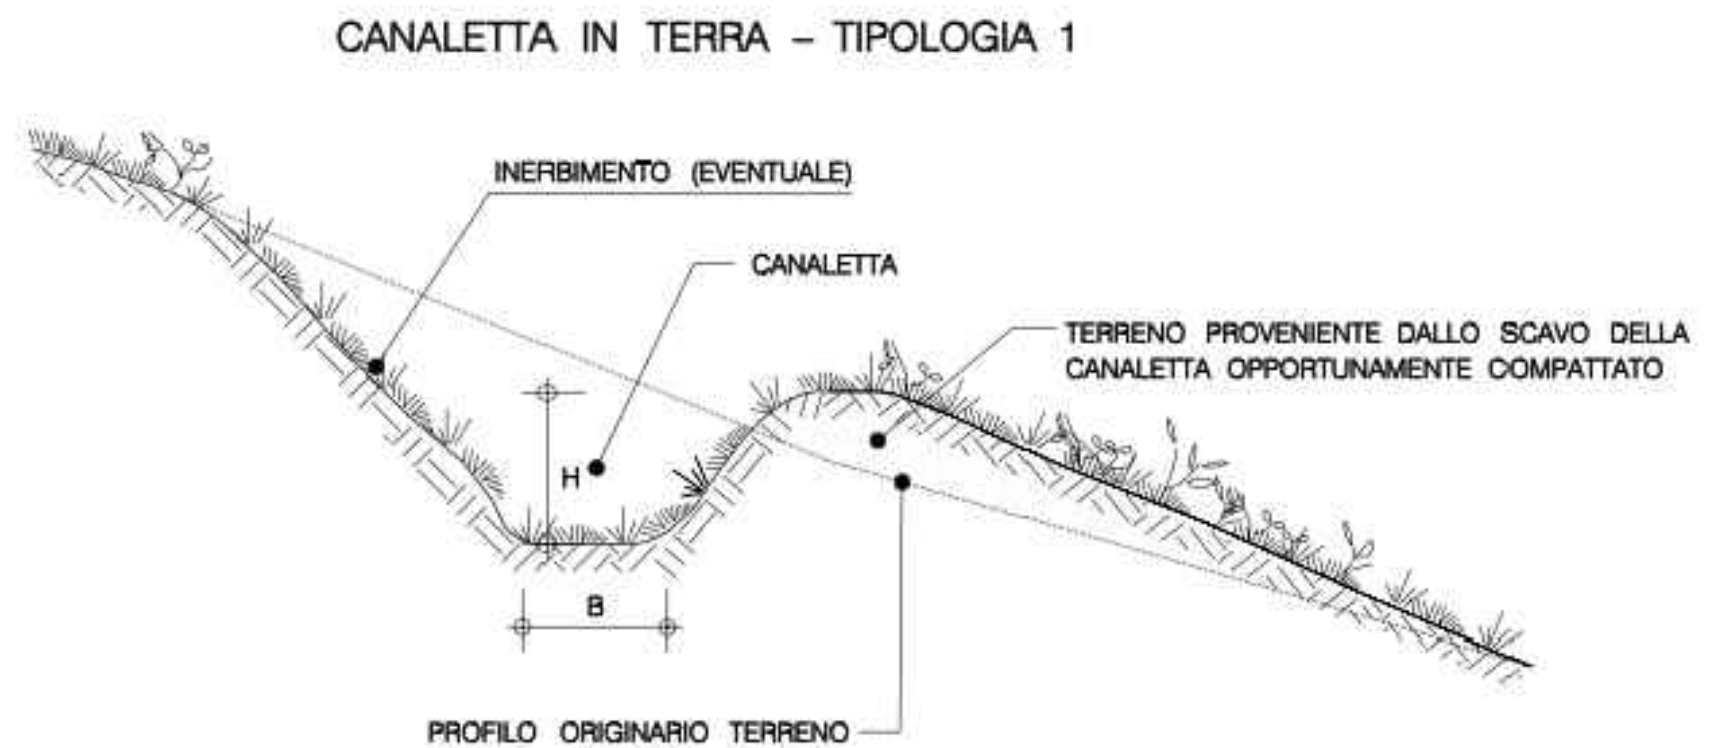 CANALETTA IN TERRA – TIPOLOGIA 1
INERBIMENTO (EVENTUALE)
CANALETTA
TERRENO PROVENIENTE DALLO SCAVO DELLA
CANALETTA OPPORTUNAMENTE COMPATTATO
H
B
PROFILO ORIGINARIO TERRENO